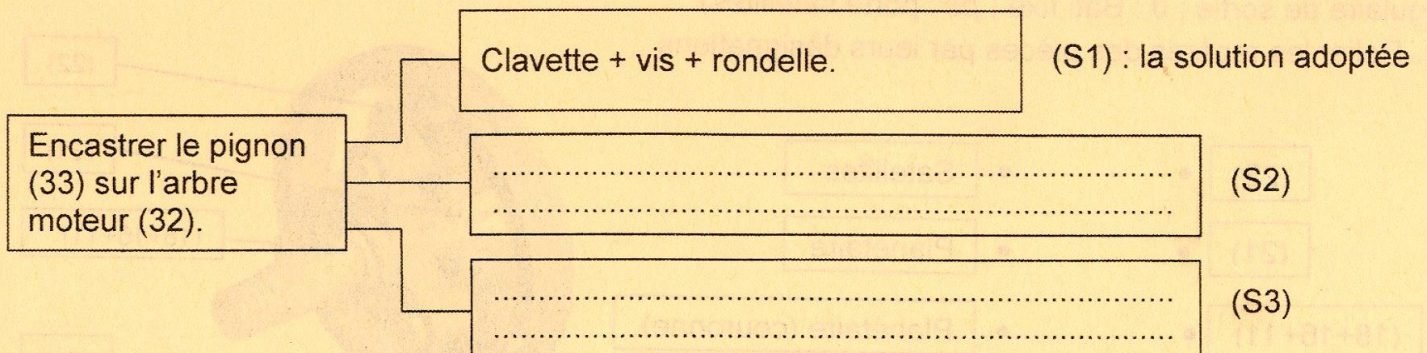 Clavette + vis + rondelle.
(S1) : la solution adoptée
Encastrer le pignon
(33) sur l'arbre
moteur (32).
(S2)
(S3)